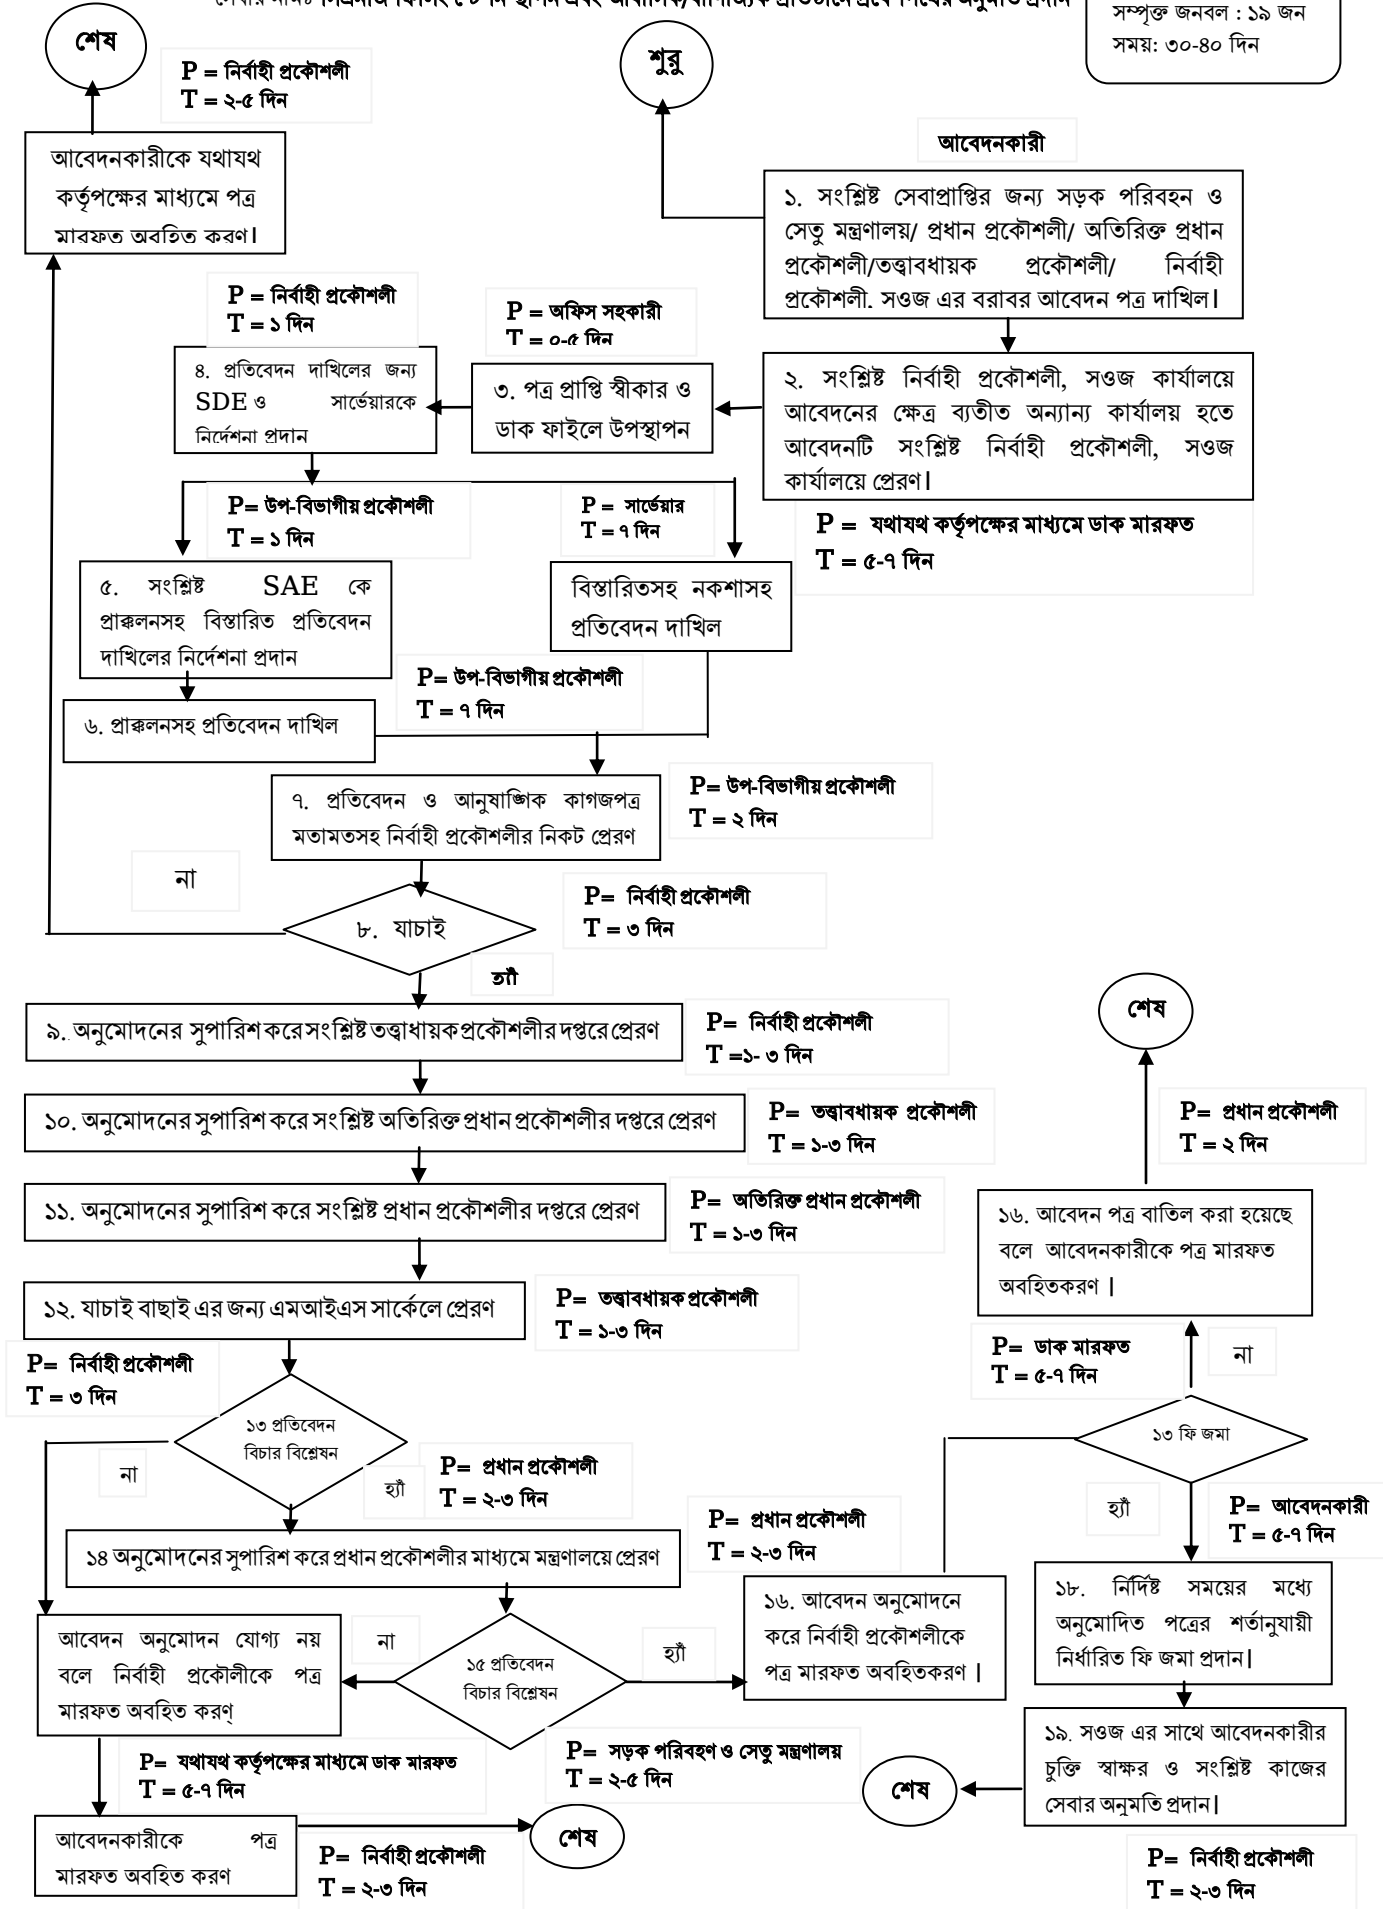 সেবার নামঃ সিএনজি ফিলিং স্টেশন স্থাপন এবং আবাসিক/বাণিজ্যিক প্রতিষ্ঠানে প্রবেশপথের অনুমতি প্রদান
সম্পৃক্ত জনবল : ১৯ জন
সময়: ৩০-৪০ দিন
শেষ
P = নির্বাহী প্রকৌশলী
T = ২-৫ দিন
শুরু
আবেদনকারীকে যথাযথ
কর্তৃপক্ষের মাধ্যমে পত্র
মারফত অবহিত করণ।
আবেদনকারী
১. সংশ্লিষ্ট সেবাপ্রাপ্তির জন্য সড়ক পরিবহন ও
সেতু মন্ত্রণালয়/ প্রধান প্রকৌশলী/ অতিরিক্ত প্রধান
প্রকৌশলী/তত্ত্বাবধায়ক প্রকৌশলী/ নির্বাহী
প্রকৌশলী, সওজ এর বরাবর আবেদন পত্র দাখিল।
P = নির্বাহী প্রকৌশলী
T = ১ দিন
P = অফিস সহকারী
T = ০-৫ দিন
৪. প্রতিবেদন দাখিলের জন্য
SDE ও সার্ভেয়ারকে
নির্দেশনা প্রদান
৩. পত্র প্রাপ্তি স্বীকার ও
ডাক ফাইলে উপস্থাপন
২. সংশ্লিষ্ট নির্বাহী প্রকৌশলী, সওজ কার্যালয়ে
আবেদনের ক্ষেত্র ব্যতীত অন্যান্য কার্যালয় হতে
আবেদনটি সংশ্লিষ্ট নির্বাহী প্রকৌশলী, সওজ
কার্যালয়ে প্রেরণ।
P= উপ-বিভাগীয় প্রকৌশলী
T = ১ দিন
P = সার্ভেয়ার
T = ৭ দিন
P = যথাযথ কর্তৃপক্ষের মাধ্যমে ডাক মারফত
T = ৫-৭ দিন
৫. সংশ্লিষ্ট SAE কে
প্রাক্কলনসহ বিস্তারিত প্রতিবেদন
দাখিলের নির্দেশনা প্রদান
বিস্তারিতসহ নকশাসহ
প্রতিবেদন দাখিল
P= উপ-বিভাগীয় প্রকৌশলী
T = ৭ দিন
৬. প্রাক্কলনসহ প্রতিবেদন দাখিল
৭. প্রতিবেদন ও আনুষাঙ্গিক কাগজপত্র
মতামতসহ নির্বাহী প্রকৌশলীর নিকট প্রেরণ
P= উপ-বিভাগীয় প্রকৌশলী
T = ২ দিন
না
৮. যাচাই
P= নির্বাহী প্রকৌশলী
T = ৩ দিন
হ্যাঁ
৯. অনুমোদনের সুপারিশ করে সংশ্লিষ্ট তত্ত্বাধায়ক প্রকৌশলীর দপ্তরে প্রেরণ
P= নির্বাহী প্রকৌশলী
T =১- ৩ দিন
শেষ
১০. অনুমোদনের সুপারিশ করে সংশ্লিষ্ট অতিরিক্ত প্রধান প্রকৌশলীর দপ্তরে প্রেরণ
P= তত্ত্বাবধায়ক প্রকৌশলী
T = ১-৩ দিন
P= প্রধান প্রকৌশলী
T = ২ দিন
১১. অনুমোদনের সুপারিশ করে সংশ্লিষ্ট প্রধান প্রকৌশলীর দপ্তরে প্রেরণ
P= অতিরিক্ত প্রধান প্রকৌশলী
T = ১-৩ দিন
১৬. আবেদন পত্র বাতিল করা হয়েছে
বলে আবেদনকারীকে পত্র মারফত
অবহিতকরণ ।
১২. যাচাই বাছাই এর জন্য এমআইএস সার্কেলে প্রেরণ
P= তত্ত্বাবধায়ক প্রকৌশলী
T = ১-৩ দিন
P= নির্বাহী প্রকৌশলী
T = ৩ দিন
P= ডাক মারফত
T = ৫-৭ দিন
না
১৩ প্রতিবেদন
বিচার বিশ্লেষন
১৩ ফি জমা
না
হ্যাঁ
P= প্রধান প্রকৌশলী
T = ২-৩ দিন
হ্যাঁ
P= আবেদনকারী
T = ৫-৭ দিন
P= প্রধান প্রকৌশলী
T = ২-৩ দিন
১৪ অনুমোদনের সুপারিশ করে প্রধান প্রকৌশলীর মাধ্যমে মন্ত্রণালয়ে প্রেরণ
১৮. নির্দিষ্ট সময়ের মধ্যে
অনুমোদিত পত্রের শর্তানুযায়ী
নির্ধারিত ফি জমা প্রদান।
আবেদন অনুমোদন যোগ্য নয়
বলে নির্বাহী প্রকৌলীকে পত্র
মারফত অবহিত করণ্
না
১৫ প্রতিবেদন
বিচার বিশ্লেষন
হ্যাঁ
১৬. আবেদন অনুমোদনে
করে নির্বাহী প্রকৌশলীকে
পত্র মারফত অবহিতকরণ ।
১৯. সওজ এর সাথে আবেদনকারীর
চুক্তি স্বাক্ষর ও সংশ্লিষ্ট কাজের
সেবার অনুমতি প্রদান।
P= যথাযথ কর্তৃপক্ষের মাধ্যমে ডাক মারফত
T = ৫-৭ দিন
P= সড়ক পরিবহণ ও সেতু মন্ত্রণালয়
T = ২-৫ দিন
শেষ
আবেদনকারীকে পত্র
মারফত অবহিত করণ
শেষ
P= নির্বাহী প্রকৌশলী
T = ২-৩ দিন
P= নির্বাহী প্রকৌশলী
T = ২-৩ দিন